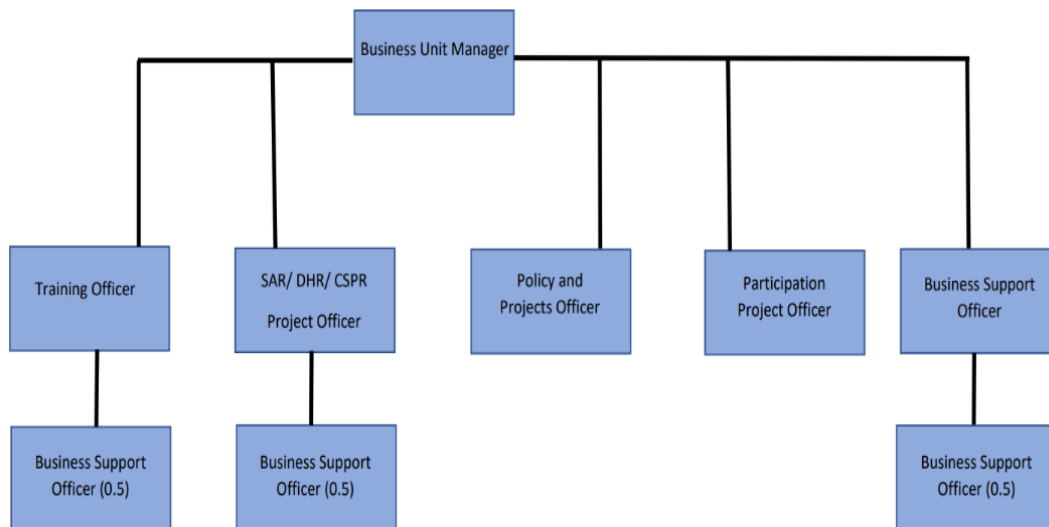 Business Unit Manager
Training Officer
SAR/ DHR/ CSPR
Project Officer
Policy and
Projects Officer
Participation
Project Officer
Business Support
Officer
Business Support
Officer (0.5)
Business Support
Officer (0.5)
Business Support
Officer (0.5)